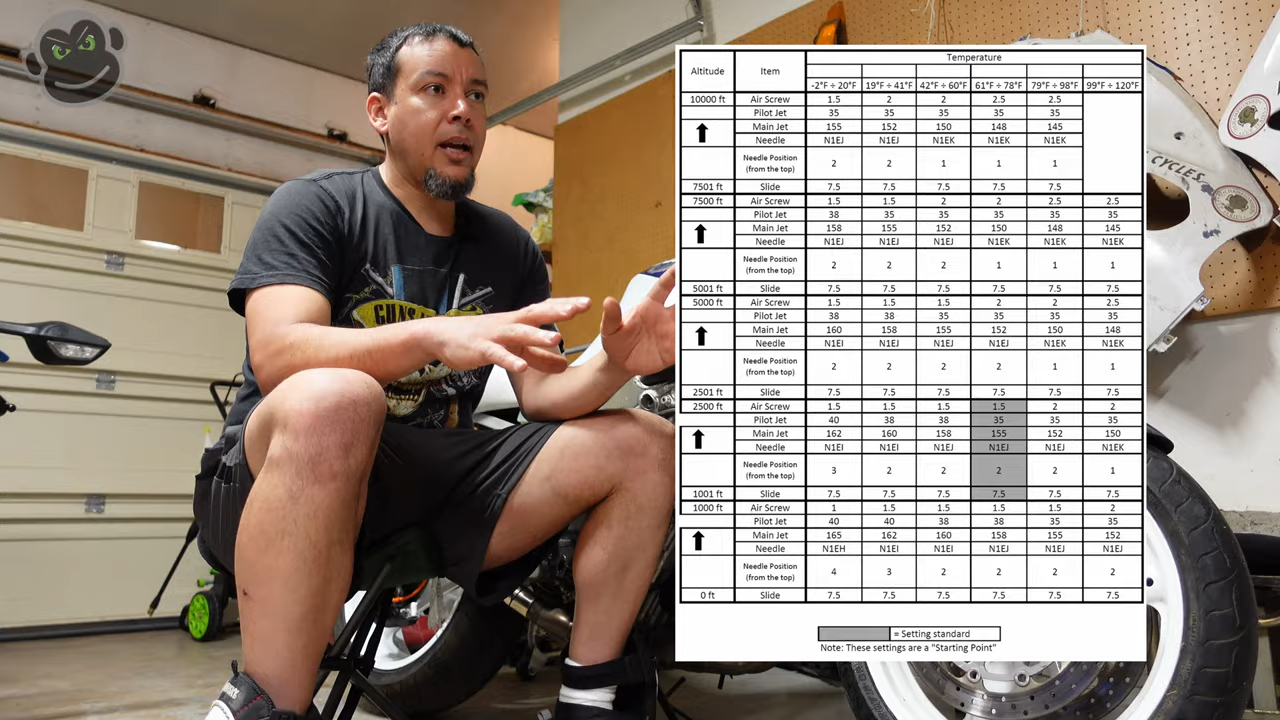 Temperature
Altitude Item
-2°F ÷ 20°F 19°F ÷ 41°F 42°F ÷ 60°F 61°F ÷ 78°F 79°F ÷ 98°F 99°F ÷ 120°F
10000 ft Air Screw 1.5 2 2 2.5 2.5
Pilot Jet 35 35 35 35 35
Main Jet 155 152 150 148 145
Needle N1EJ N1EJ N1EK N1EK N1EK
Needle Position
(from the top) 2 2 1 1 1
7501 ft Slide 7.5 7.5 7.5 7.5 7.5
7500 ft Air Screw 1.5 1.5 2 2 2.5 2.5
Pilot Jet 38 35 35 35 35 35
Main Jet 158 155 152 150 148 145
Needle N1EJ N1EJ N1EJ N1EK N1EK N1EK
Needle Position
(from the top) 2 2 2 1 1 1
5001 ft Slide 7.5 7.5 7.5 7.5 7.5 7.5
5000 ft Air Screw 1.5 1.5 1.5 2 2 2.5
Pilot Jet 38 38 35 35 35 35
Main Jet 160 158 155 152 150 148
Needle N1EI N1EJ N1EJ N1EJ N1EK N1EK
Needle Position
(from the top) 2 2 2 2 1 1
2501 ft Slide 7.5 7.5 7.5 7.5 7.5 7.5
2500 ft Air Screw 1.5 1.5 1.5 1.5 2 2
Pilot Jet 40 38 38 35 35 35
Main Jet 162 160 158 155 152 150
Needle N1EI N1EI N1EJ N1EJ N1EJ N1EK
Needle Position
(from the top) 3 2 2 2 2 1
1001 ft Slide 7.5 7.5 7.5 7.5 7.5 7.5
1000 ft Air Screw 1 1.5 1.5 1.5 1.5 2
Pilot Jet 40 40 38 38 35 35
Main Jet 165 162 160 158 155 152
Needle N1EH N1EI N1EI N1EJ N1EJ N1EJ
Needle Position
(from the top) 4 3 2 2 2 2
0 ft Slide 7.5 7.5 7.5 7.5 7.5 7.5
= Setting standard
Note: These settings are a "Starting Point"
GUNS
CYCLES